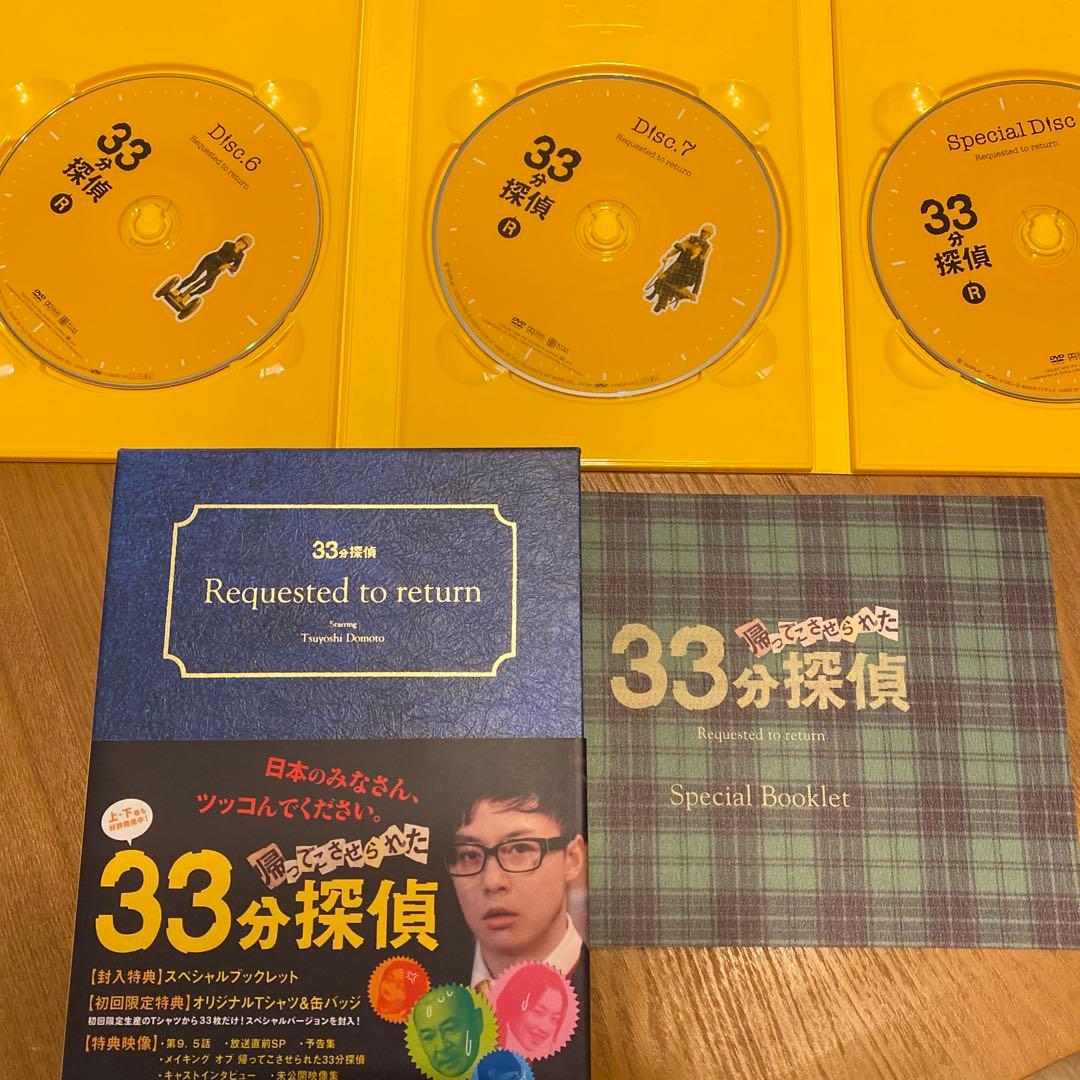 Disc.6
Requested to return
33
分
探偵
R
Disc.7
Requested to return
33
分
探偵
R
Special Disc
Requested to return
33
分
探偵
R
33分探偵
Requested to return
Starring
Tsuyoshi Domoto
帰ってこさせられた
33分探偵
Requested to return
Special Booklet
日本のみなさん、
ツッコんでください。
上・下巻も
好評発売中！
帰ってこさせられた
33分探偵
【封入特典】スペシャルブックレット
【初回限定特典】オリジナルTシャツ&缶バッジ
初回限定生産のTシャツから33枚だけ！スペシャルバージョンを封入！
【特典映像】・第9.5話 ・放送直前SP ・予告集
・メイキング オブ 帰ってこさせられた33分探偵
・キャストインタビュー ・未公開映像集